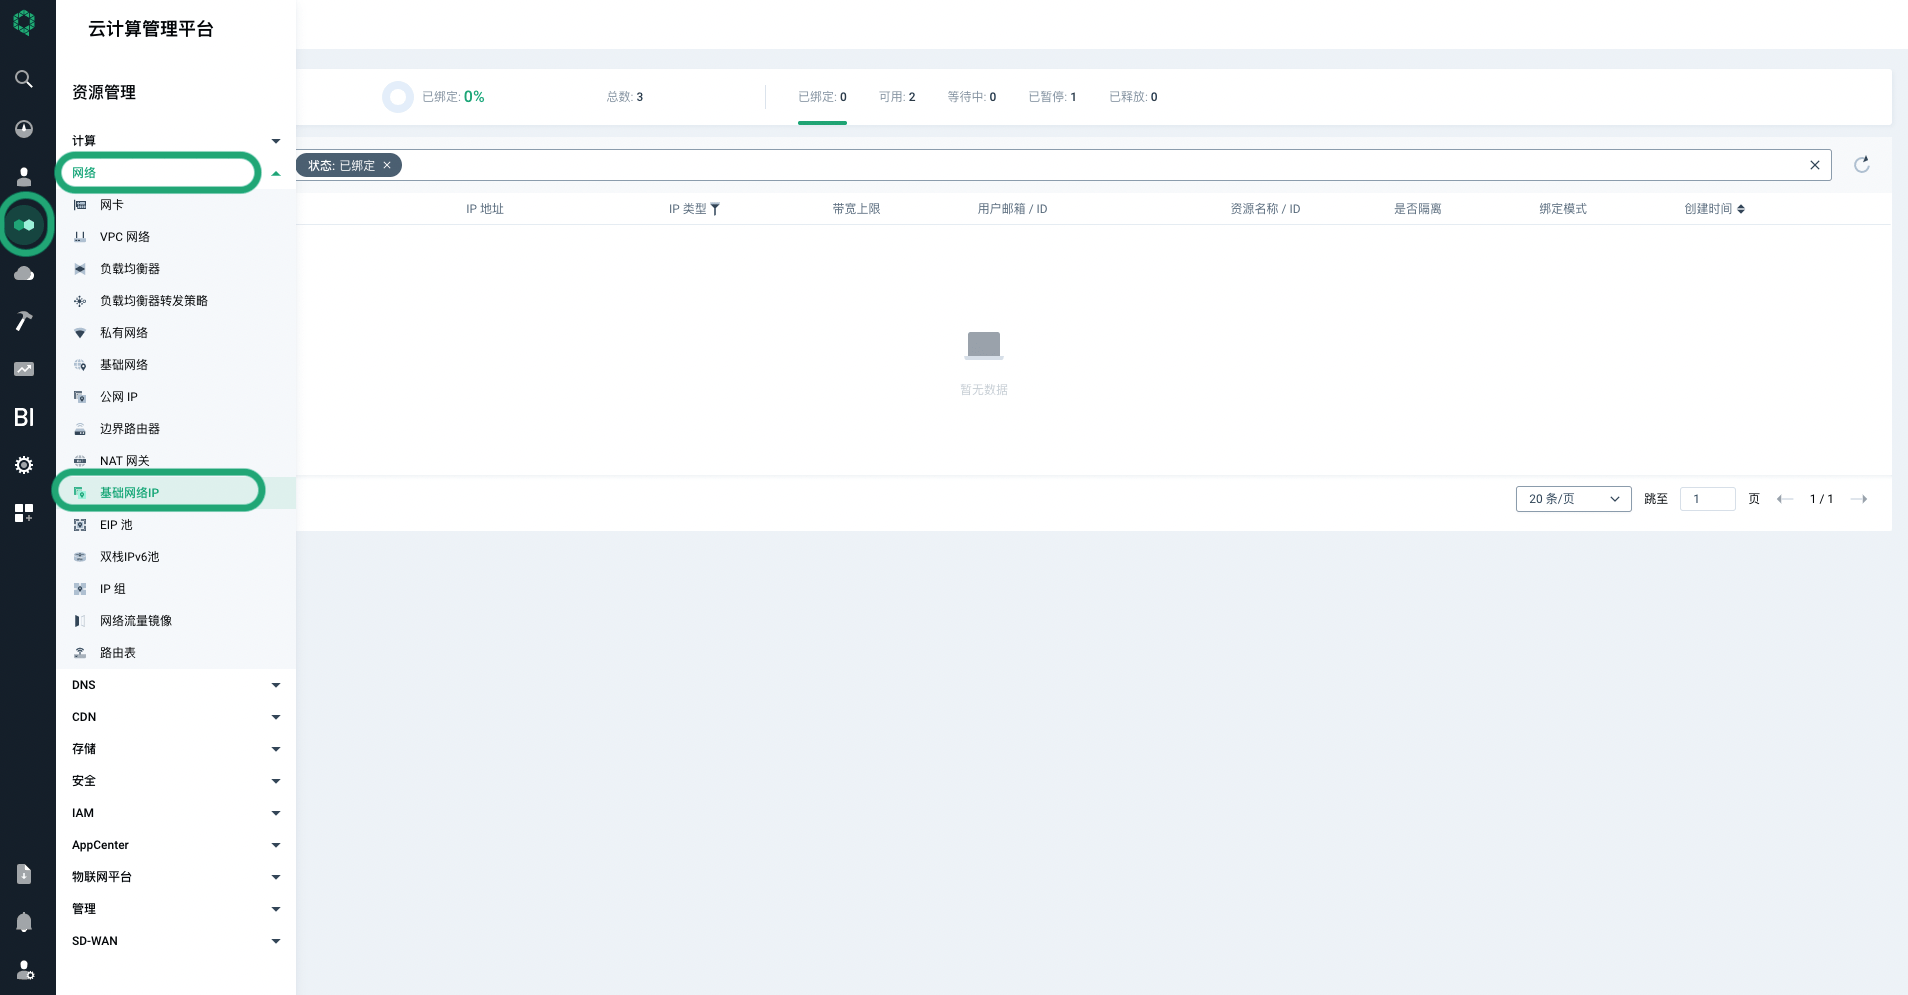 云计算管理平台
资源管理
计算
网络
网卡
VPC 网络
负载均衡器
负载均衡器转发策略
私有网络
基础网络
公网 IP
边界路由器
NAT 网关
基础网络IP
EIP 池
双栈IPv6池
IP 组
网络流量镜像
路由表
DNS
CDN
存储
安全
IAM
AppCenter
物联网平台
管理
SD-WAN
BI
已绑定: 0% 总数: 3 已绑定: 0 可用: 2 等待中: 0 已暂停: 1 已释放: 0
状态: 已绑定 ×
IP 地址 IP 类型 带宽上限 用户邮箱 / ID 资源名称 / ID 是否隔离 绑定模式 创建时间
暂无数据
20 条/页 跳至 1 页 1 / 1